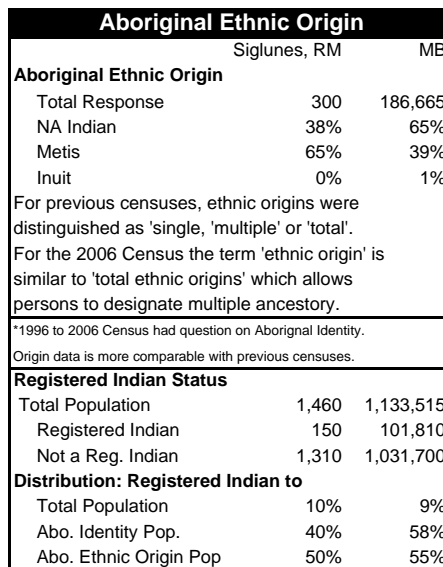 Aboriginal Ethnic Origin
Siglunes, RM MB
Aboriginal Ethnic Origin
Total Response 300 186,665
NA Indian 38% 65%
Metis 65% 39%
Inuit 0% 1%
For previous censuses, ethnic origins were
distinguished as 'single, 'multiple' or 'total'.
For the 2006 Census the term 'ethnic origin' is
similar to 'total ethnic origins' which allows
persons to designate multiple ancestory.
*1996 to 2006 Census had question on Aborignal Identity.
Origin data is more comparable with previous censuses.
Registered Indian Status
Total Population 1,460 1,133,515
Registered Indian 150 101,810
Not a Reg. Indian 1,310 1,031,700
Distribution: Registered Indian to
Total Population 10% 9%
Abo. Identity Pop. 40% 58%
Abo. Ethnic Origin Pop 50% 55%